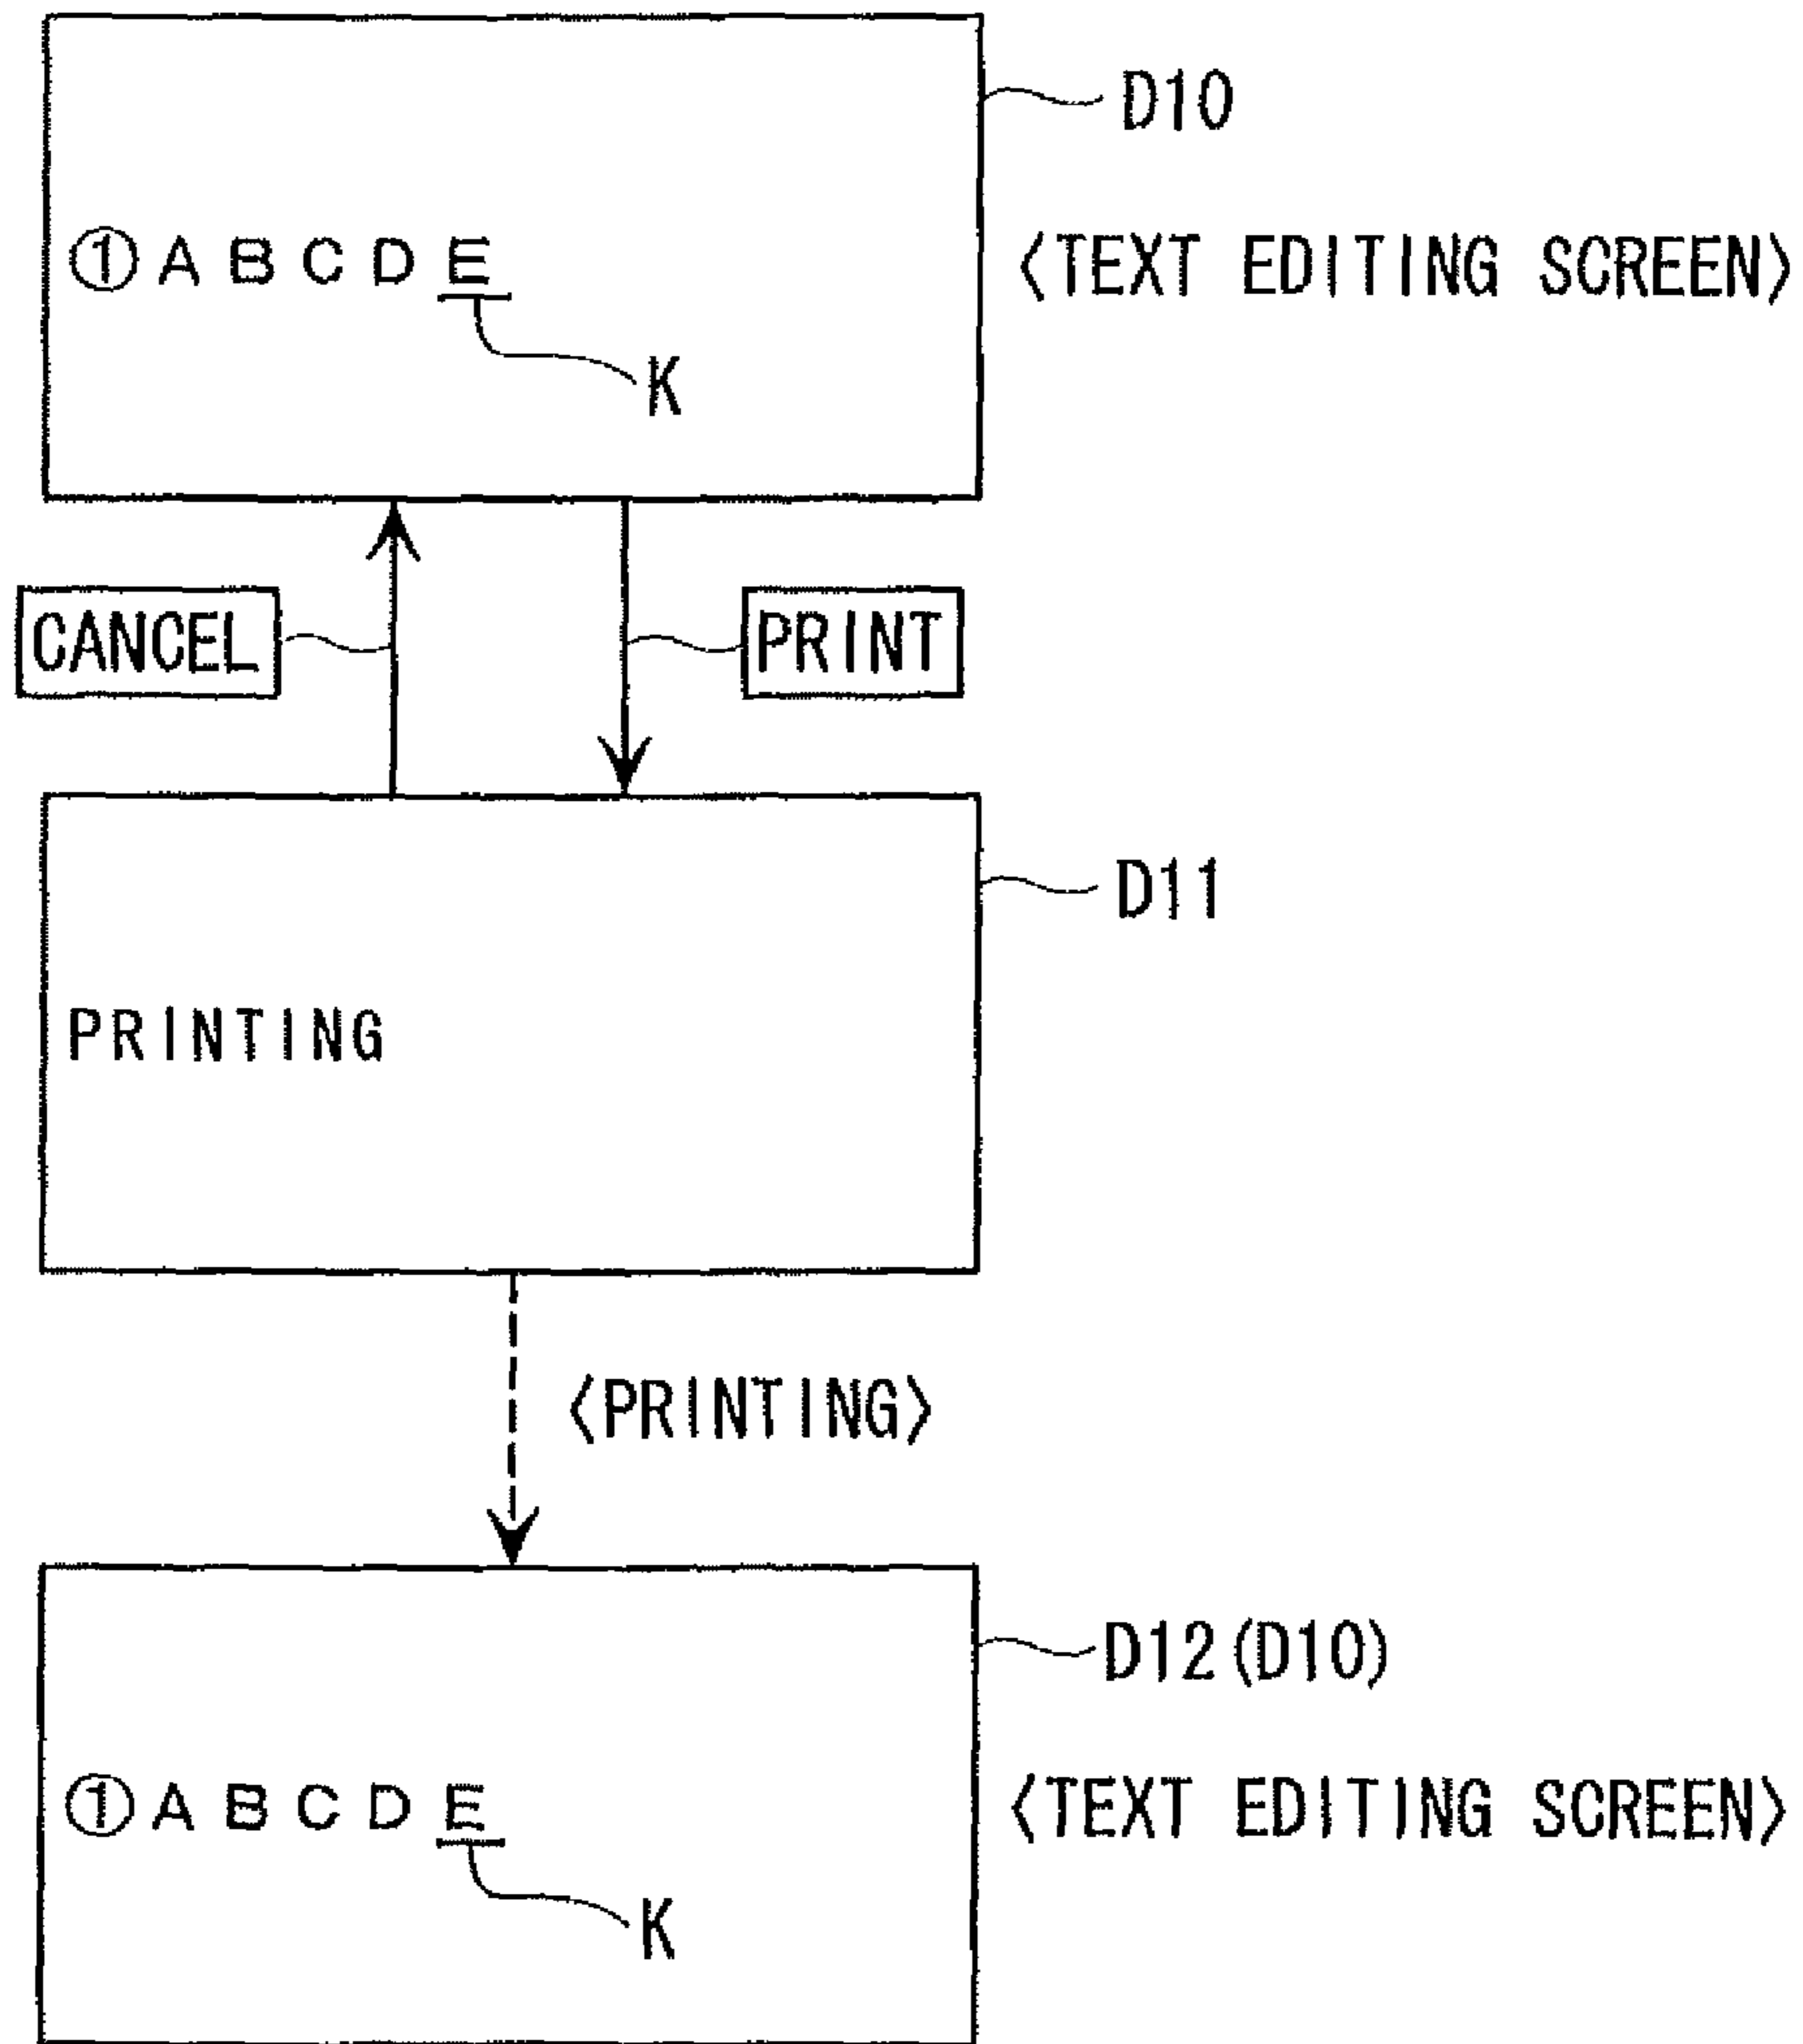 D10
①ABCDE
<TEXT EDITING SCREEN>
K
CANCEL
PRINT
D11
PRINTING
<PRINTING>
D12(D10)
①ABCDE
<TEXT EDITING SCREEN>
K